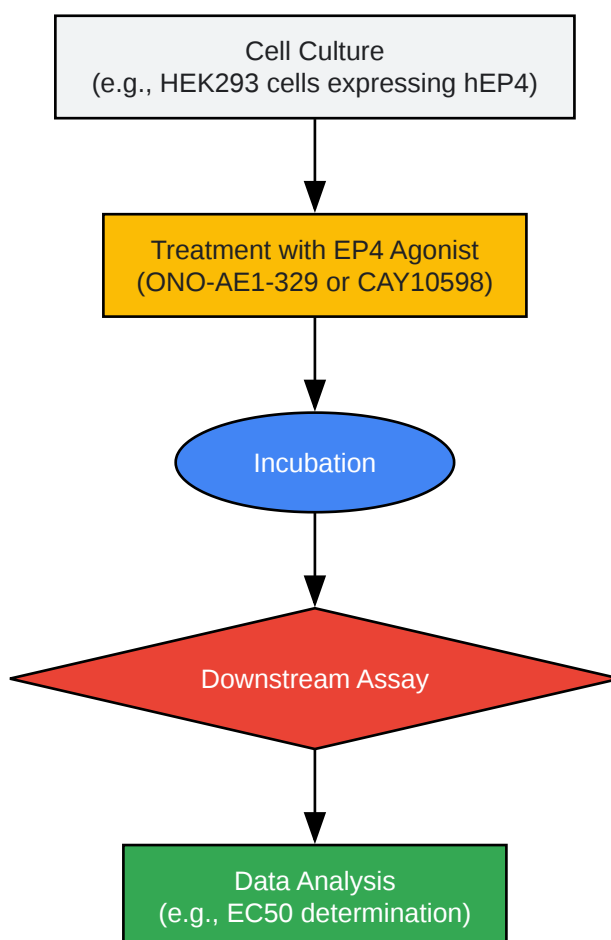 Cell Culture
(e.g., HEK293 cells expressing hEP4)
Treatment with EP4 Agonist
(ONO-AE1-329 or CAY10598)
Incubation
Downstream Assay
Data Analysis
(e.g., EC50 determination)